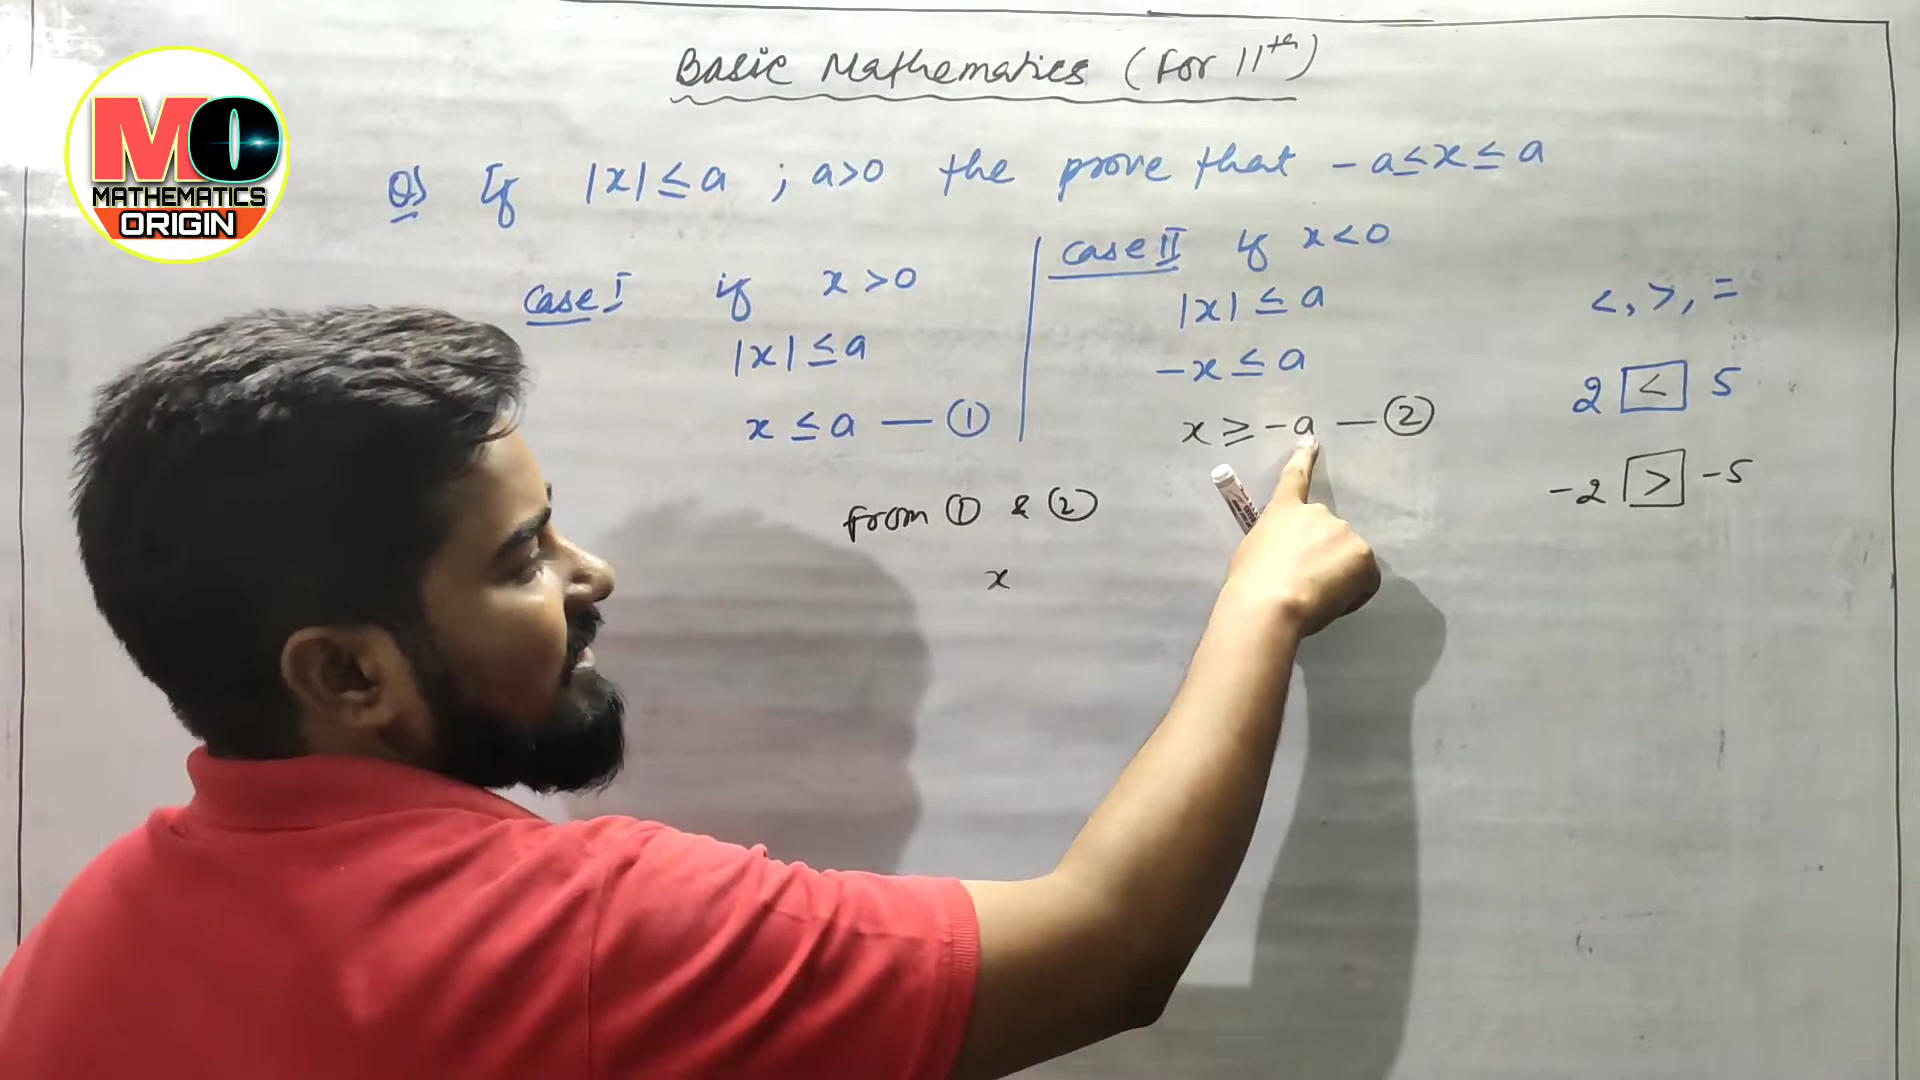 MO
MATHEMATICS
ORIGIN
Basic Mathematics (For 11th)
Q) If |x| ≤ a ; a>0 the prove that - a ≤ x ≤ a
Case I if x > 0
|x| ≤ a
x ≤ a — ①
Case II if x < 0
|x| ≤ a
-x ≤ a
x ≥ -a — ②
from ① & ②
x
<, >, =
2 < 5
-2 > -5